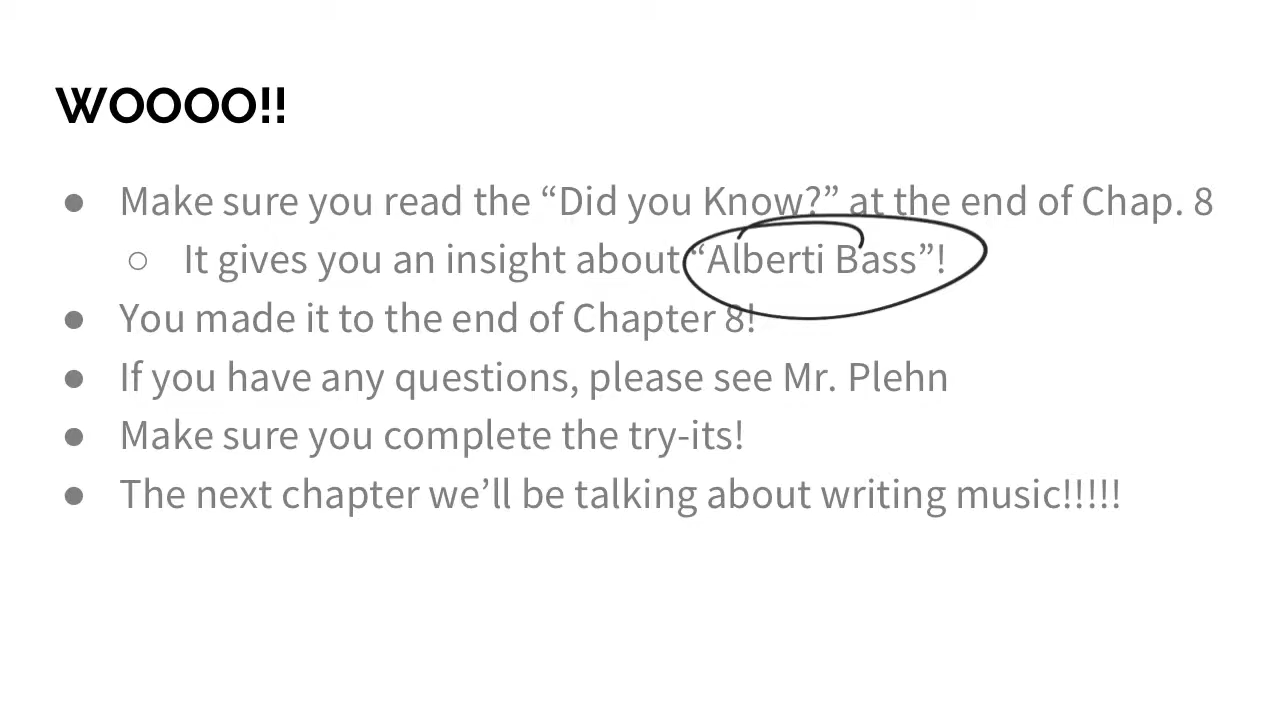 WOOOO!!
● Make sure you read the “Did you Know?” at the end of Chap. 8
○ It gives you an insight about “Alberti Bass”!
● You made it to the end of Chapter 8!
● If you have any questions, please see Mr. Plehn
● Make sure you complete the try-its!
● The next chapter we’ll be talking about writing music!!!!!